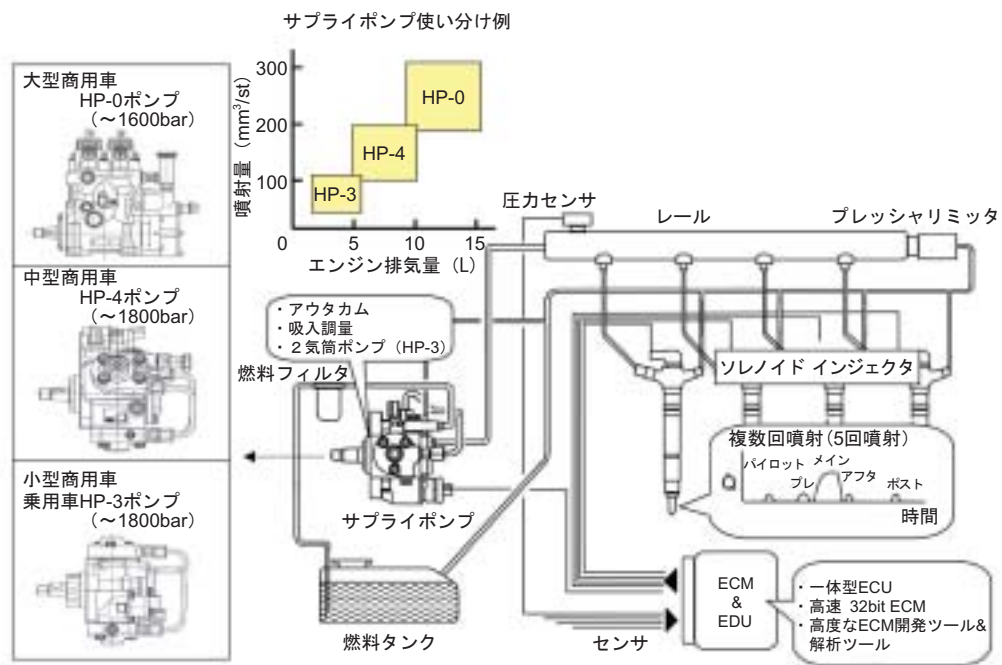 サプライポンプ使い分け例
大型商用車
HP-0ポンプ
(～1600bar)
中型商用車
HP-4ポンプ
(～1800bar)
小型商用車
乗用車HP-3ポンプ
(～1800bar)
噴射量 (mm³/st)
300
200
100
HP-0
HP-4
HP-3
0 5 10 15
エンジン排気量 (L)
圧力センサ
レール
プレッシャリミッタ
・アウタカム
・吸入調量
・2気筒ポンプ (HP-3)
燃料フィルタ
サプライポンプ
燃料タンク
ソレノイド インジェクタ
複数回噴射(5回噴射)
パイロット
プレ
メイン
アフタ
ポスト
時間
センサ
ECM
&
EDU
・一体型ECU
・高速 32bit ECM
・高度なECM開発ツール&
解析ツール